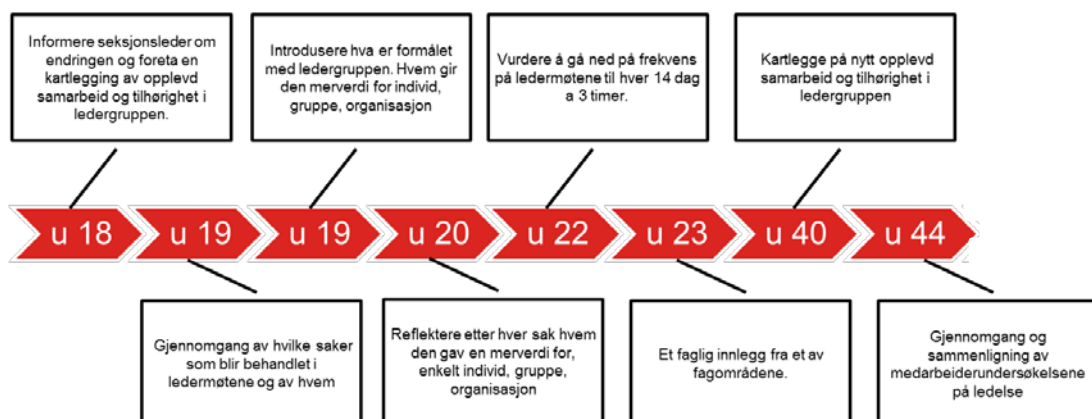 Informere seksjonsleder om
endringen og foreta en
kartlegging av opplevd
samarbeid og tilhørighet i
ledergruppen.
Introdusere hva er formålet
med ledergruppen. Hvem gir
den merverdi for individ,
gruppe, organisasjon
Vurdere å gå ned på frekvens
på ledermøtene til hver 14 dag
a 3 timer.
Kartlegge på nytt opplevd
samarbeid og tilhørighet i
ledergruppen
u 18
u 19
u 19
u 20
u 22
u 23
u 40
u 44
Gjennomgang av hvilke saker
som blir behandlet i
ledermøtene og av hvem
Reflektere etter hver sak hvem
den gav en merverdi for,
enkelt individ, gruppe,
organisasjon
Et faglig innlegg fra et av
fagområdene.
Gjennomgang og
sammenligning av
medarbeiderundersøkelsene
på ledelse